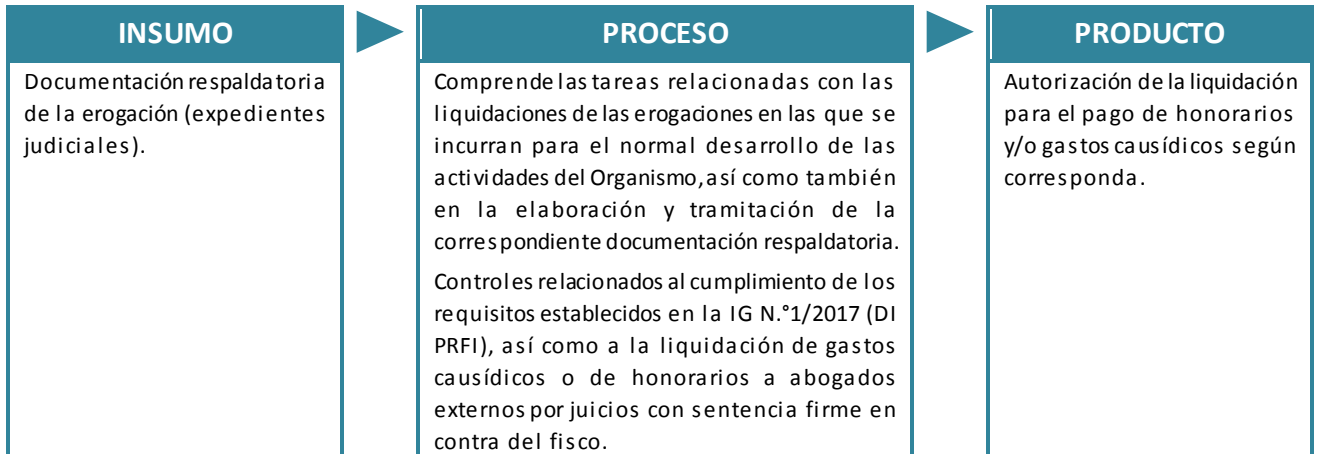 INSUMO
Documentación respaldatoria
de la erogación (expedientes
judiciales).
PROCESO
Comprende las tareas relacionadas con las
liquidaciones de las erogaciones en las que se
incurran para el normal desarrollo de las
actividades del Organismo, así como también
en la elaboración y tramitación de la
correspondiente documentación respaldatoria.
Controles relacionados al cumplimiento de los
requisitos establecidos en la IG N.°1/2017 (DI
PRFI), así como a la liquidación de gastos
causídicos o de honorarios a abogados
externos por juicios con sentencia firme en
contra del fisco.
PRODUCTO
Autorización de la liquidación
para el pago de honorarios
y/o gastos causídicos según
corresponda.